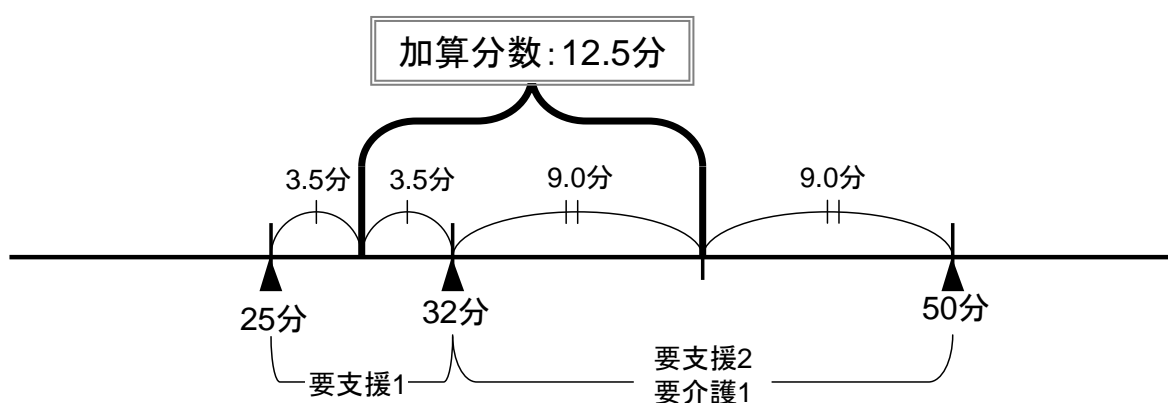 加算分数:12.5分
3.5分
3.5分
9.0分
9.0分
25分
32分
50分
要支援1
要支援2
要介護1